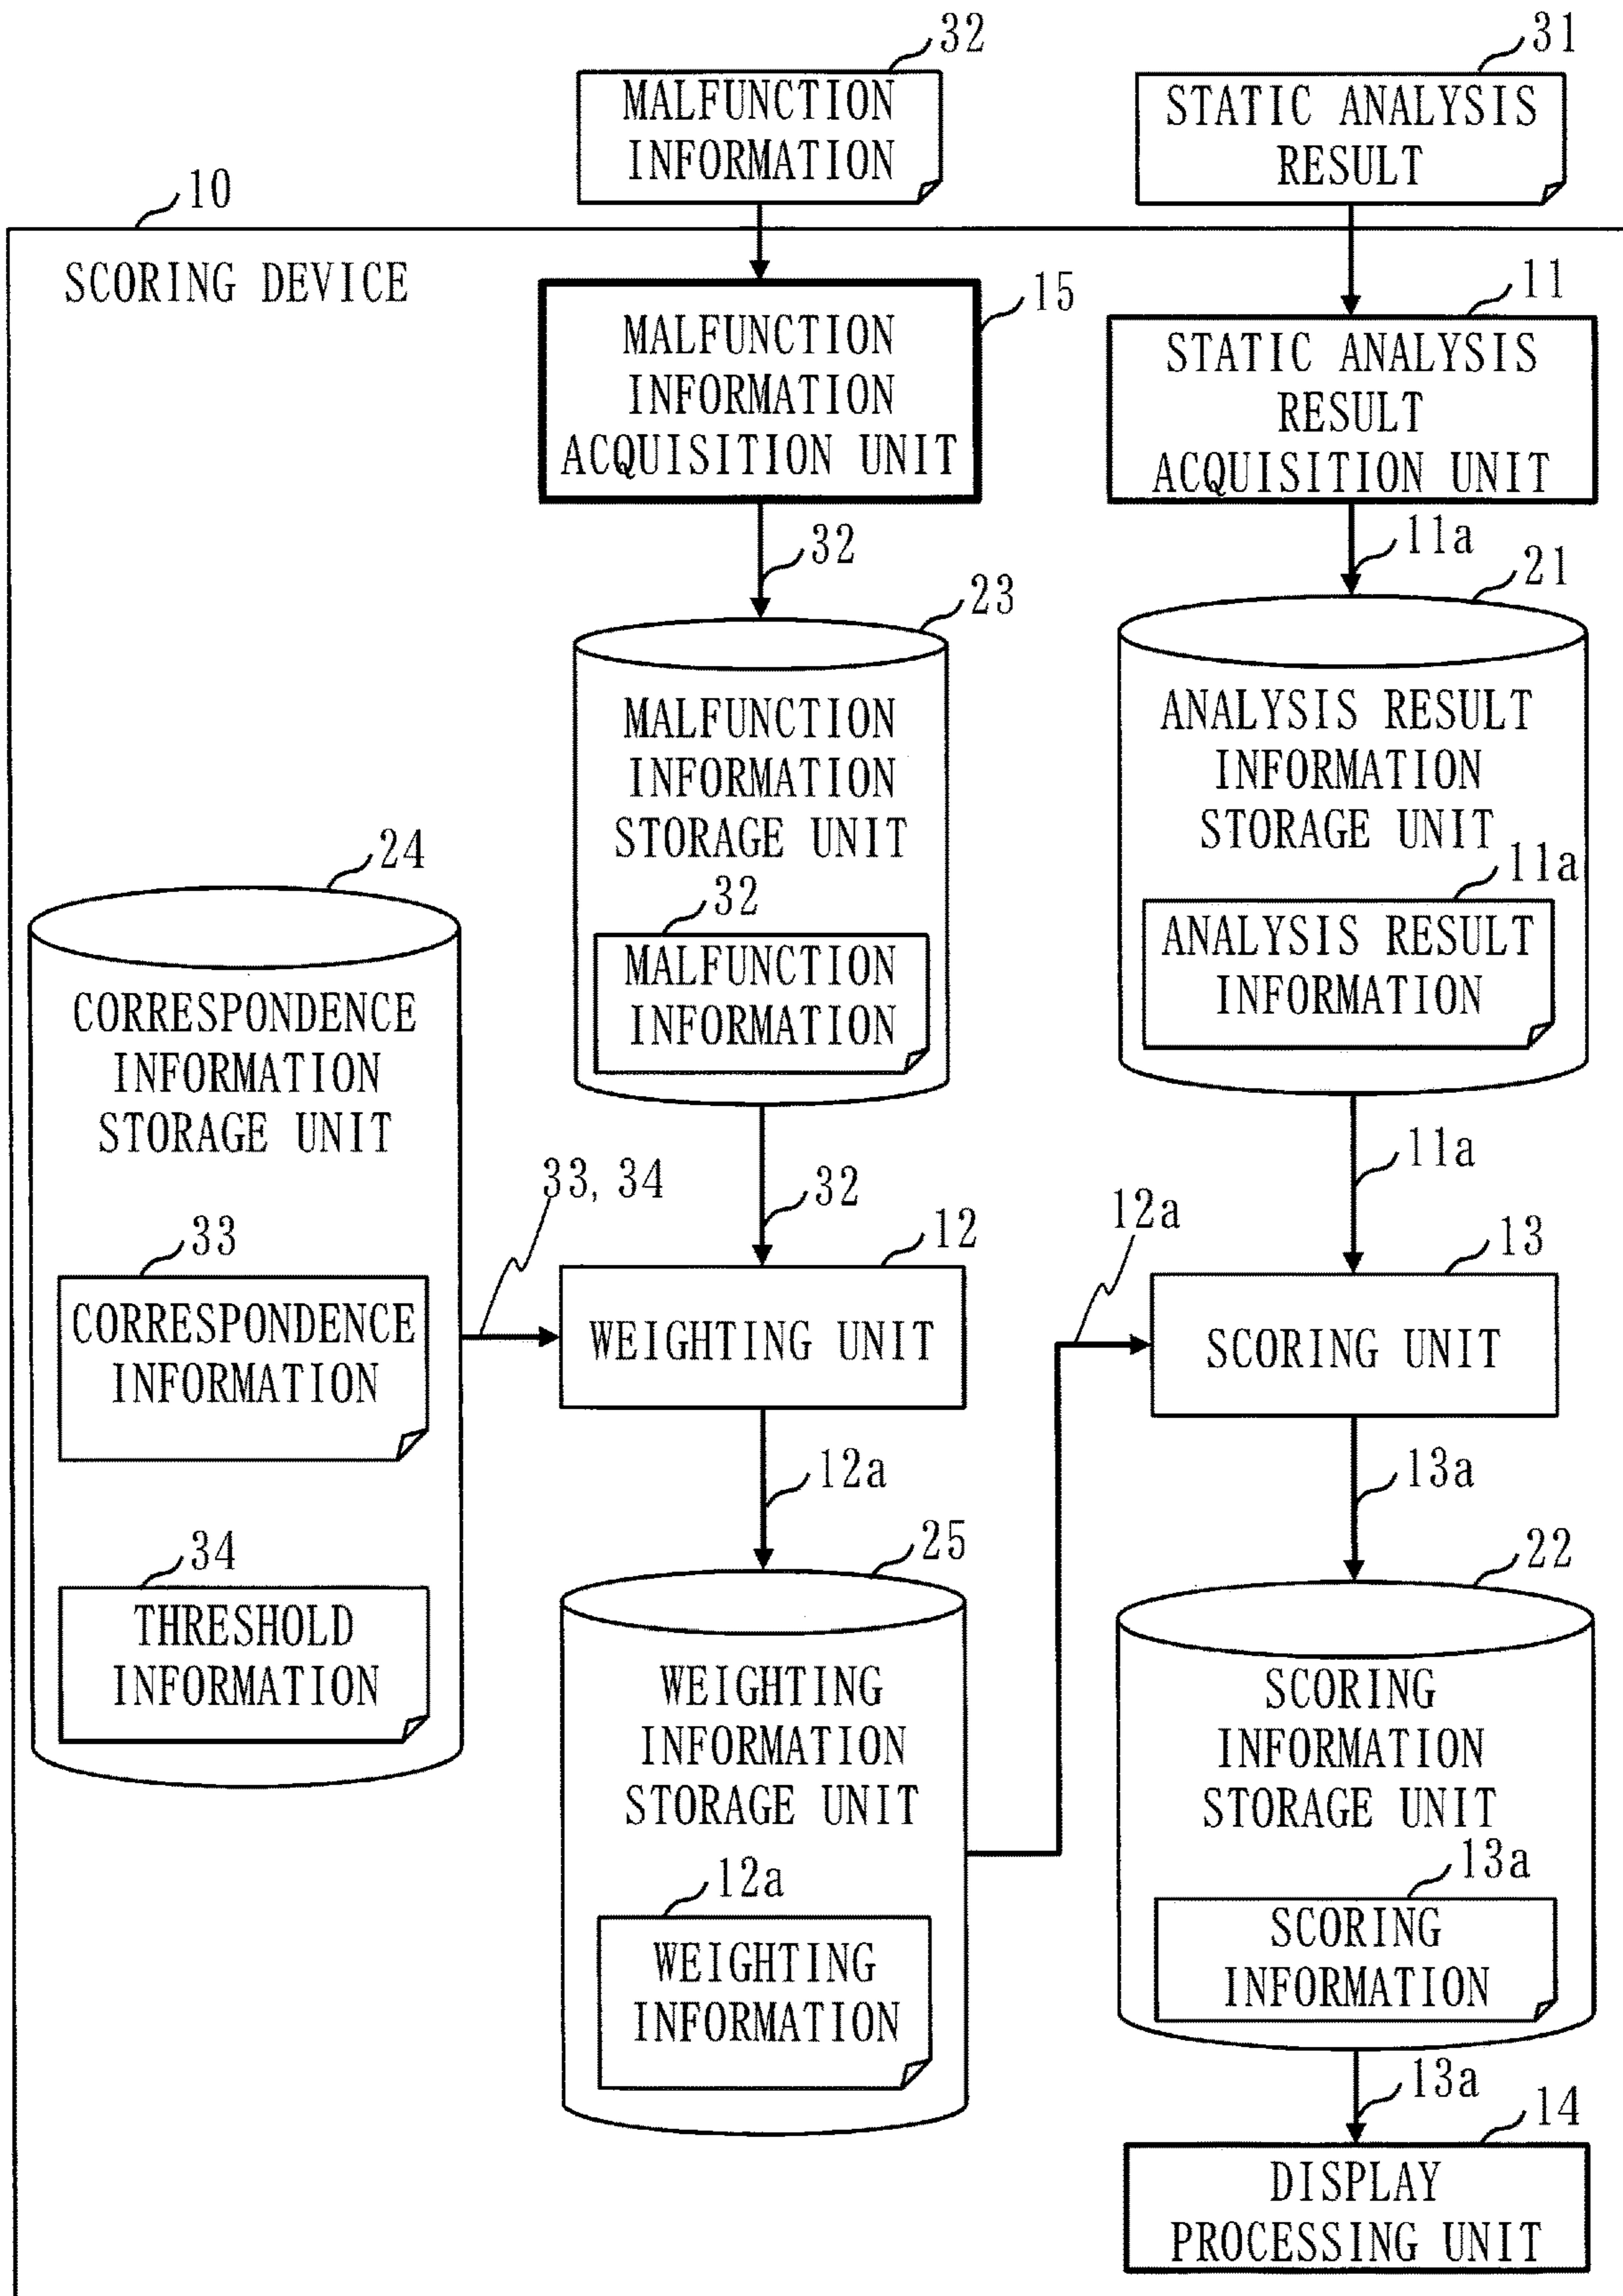 32
MALFUNCTION
INFORMATION
31
STATIC ANALYSIS
RESULT
10
SCORING DEVICE
15
MALFUNCTION
INFORMATION
ACQUISITION UNIT
11
STATIC ANALYSIS
RESULT
ACQUISITION UNIT
32
11a
23
MALFUNCTION
INFORMATION
STORAGE UNIT
32
MALFUNCTION
INFORMATION
21
ANALYSIS RESULT
INFORMATION
STORAGE UNIT
11a
ANALYSIS RESULT
INFORMATION
24
CORRESPONDENCE
INFORMATION
STORAGE UNIT
33
CORRESPONDENCE
INFORMATION
34
THRESHOLD
INFORMATION
33, 34
32
12
WEIGHTING UNIT
12a
11a
13
SCORING UNIT
12a
25
WEIGHTING
INFORMATION
STORAGE UNIT
12a
WEIGHTING
INFORMATION
13a
22
SCORING
INFORMATION
STORAGE UNIT
13a
SCORING
INFORMATION
13a
14
DISPLAY
PROCESSING UNIT